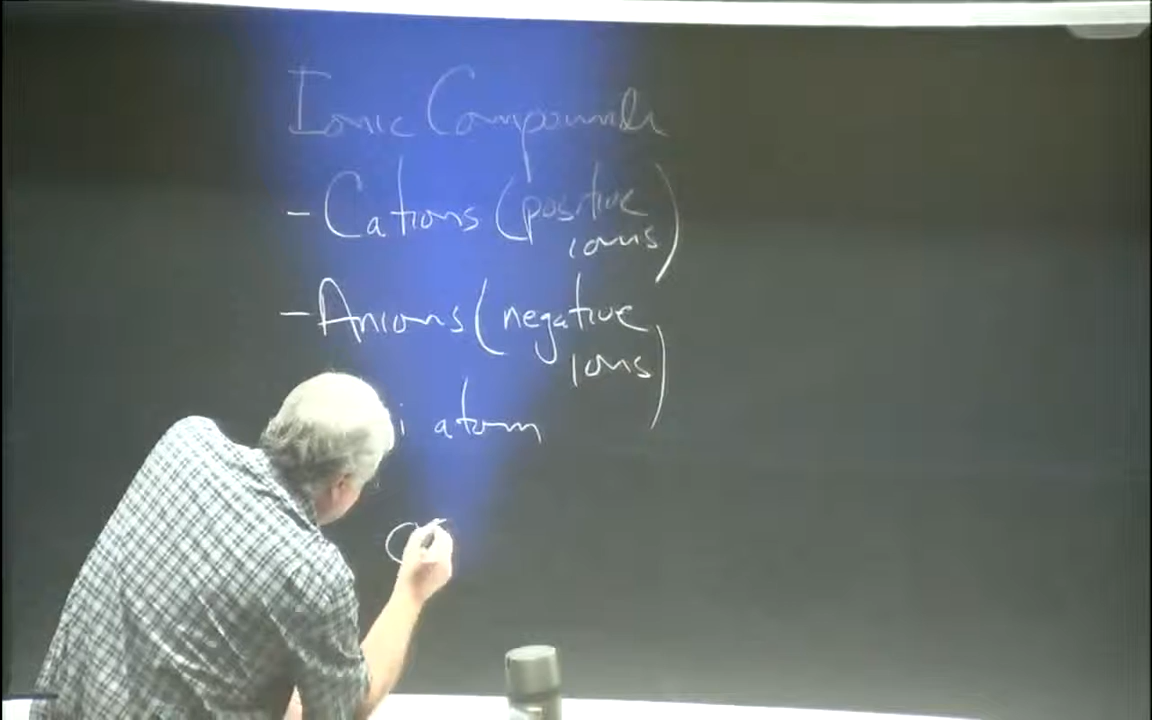 Ionic Compounds
- Cations (positive
ions)
- Anions (negative
ions)
i atom